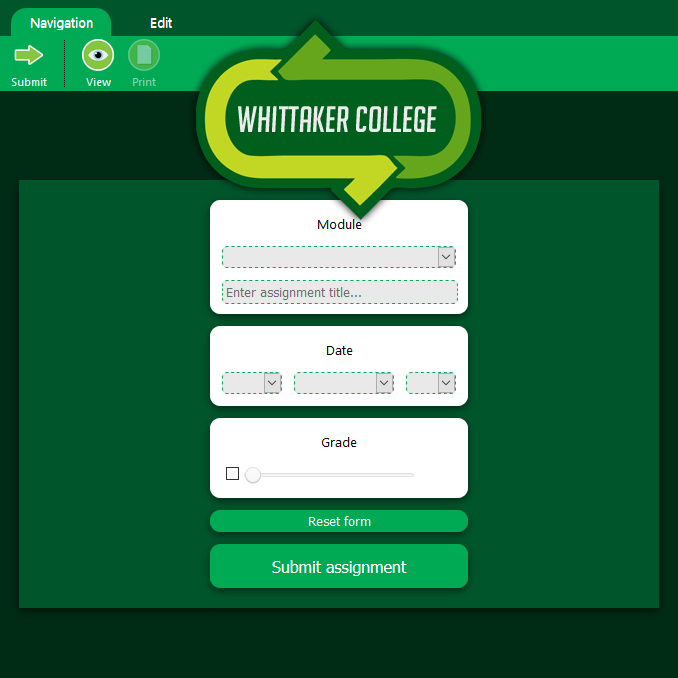 Navigation
Edit
Submit
View
Print
WHITTAKER COLLEGE
Module
Enter assignment title...
Date
Grade
Reset form
Submit assignment